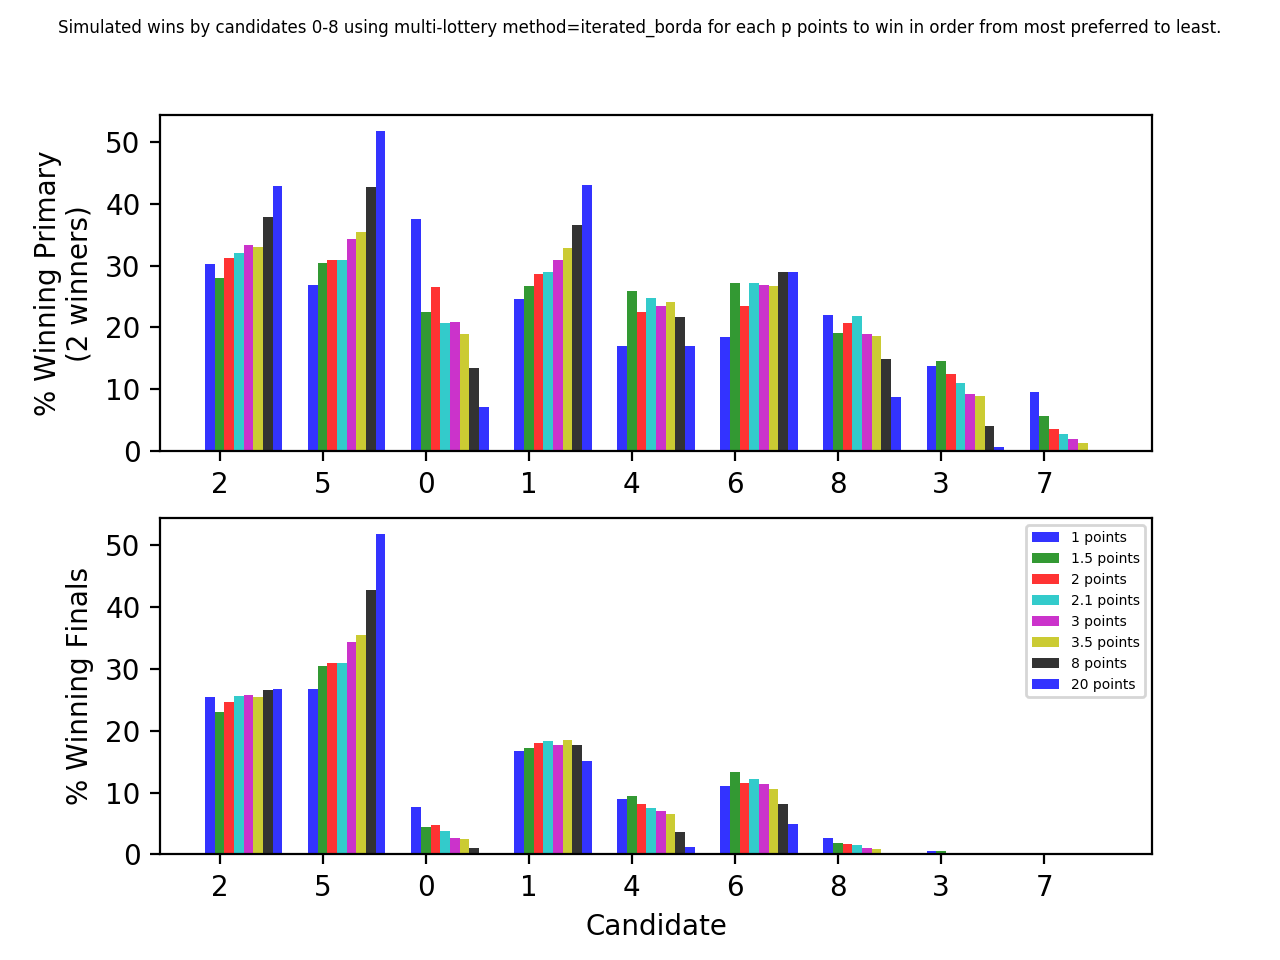 Simulated wins by candidates 0-8 using multi-lottery method=iterated_borda for each p points to win in order from most preferred to least.
% Winning Primary
(2 winners)
50
40
30
20
10
0
2 5 0 1 4 6 8 3 7
% Winning Finals
50
40
30
20
10
0
1 points
1.5 points
2 points
2.1 points
3 points
3.5 points
8 points
20 points
2 5 0 1 4 6 8 3 7
Candidate